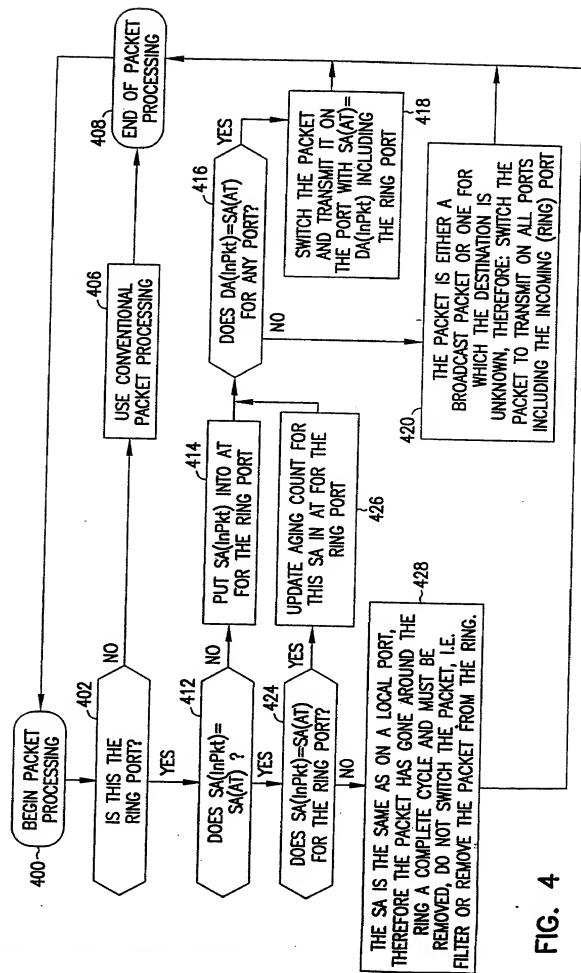 400
BEGIN PACKET
PROCESSING
402
IS THIS THE
RING PORT?
NO
YES
406
USE CONVENTIONAL
PACKET PROCESSING
408
END OF PACKET
PROCESSING
412
DOES SA(InPkt)=
SA(AT) ?
NO
YES
414
PUT SA(InPkt) INTO AT
FOR THE RING PORT
416
DOES DA(InPkt)=SA(AT)
FOR ANY PORT?
YES
NO
SWITCH THE PACKET
AND TRANSMIT IT ON
THE PORT WITH SA(AT)=
DA(InPkt) INCLUDING
THE RING PORT
418
424
DOES SA(InPkt)=SA(AT)
FOR THE RING PORT?
YES
NO
UPDATE AGING COUNT FOR
THIS SA IN AT FOR THE
RING PORT
426
THE PACKET IS EITHER A
BROADCAST PACKET OR ONE FOR
WHICH THE DESTINATION IS
UNKNOWN, THEREFORE: SWITCH THE
PACKET TO TRANSMIT ON ALL PORTS
INCLUDING THE INCOMING (RING) PORT
420
428
THE SA IS THE SAME AS ON A LOCAL PORT,
THEREFORE THE PACKET HAS GONE AROUND THE
RING A COMPLETE CYCLE AND MUST BE
REMOVED, DO NOT SWITCH THE PACKET, I.E.
FILTER OR REMOVE THE PACKET FROM THE RING.
FIG. 4